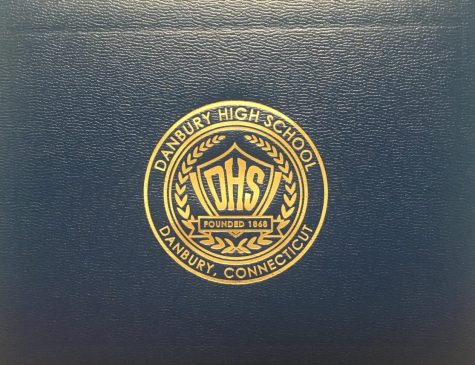 DANBURY HIGH SCHOOL
DHS
FOUNDED 1868
DANBURY, CONNECTICUT